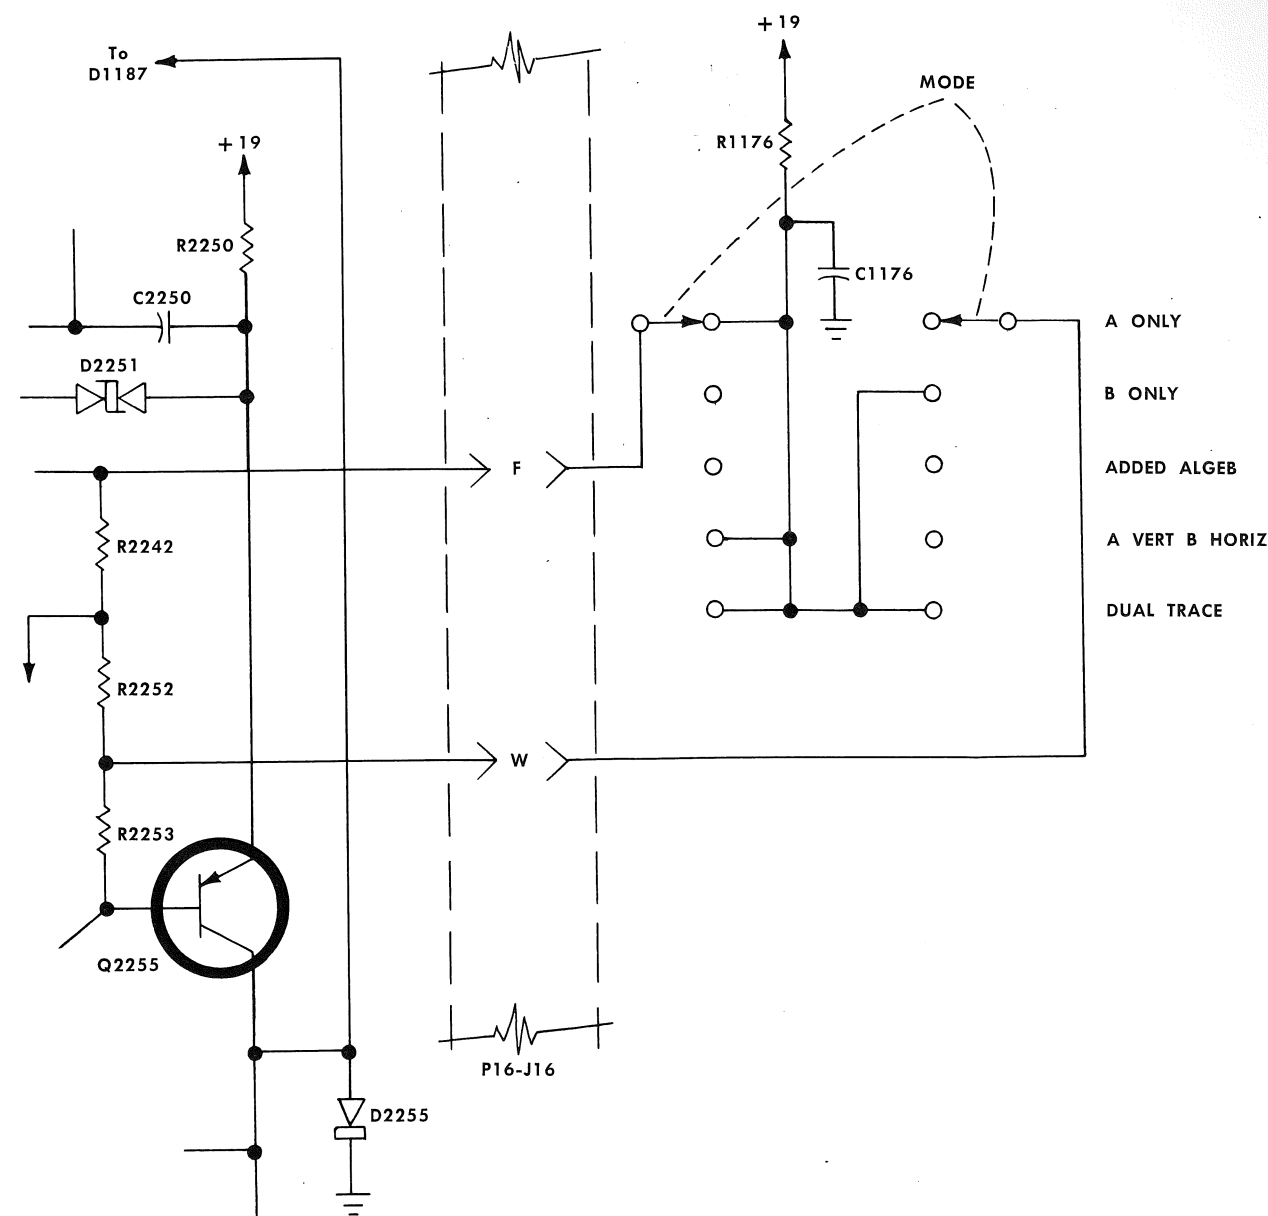 +19
To
D1187
MODE
R1176
+19
R2250
C1176
C2250
A ONLY
D2251
B ONLY
F
ADDED ALGEB
R2242
A VERT B HORIZ
DUAL TRACE
R2252
W
R2253
Q2255
P16-J16
D2255